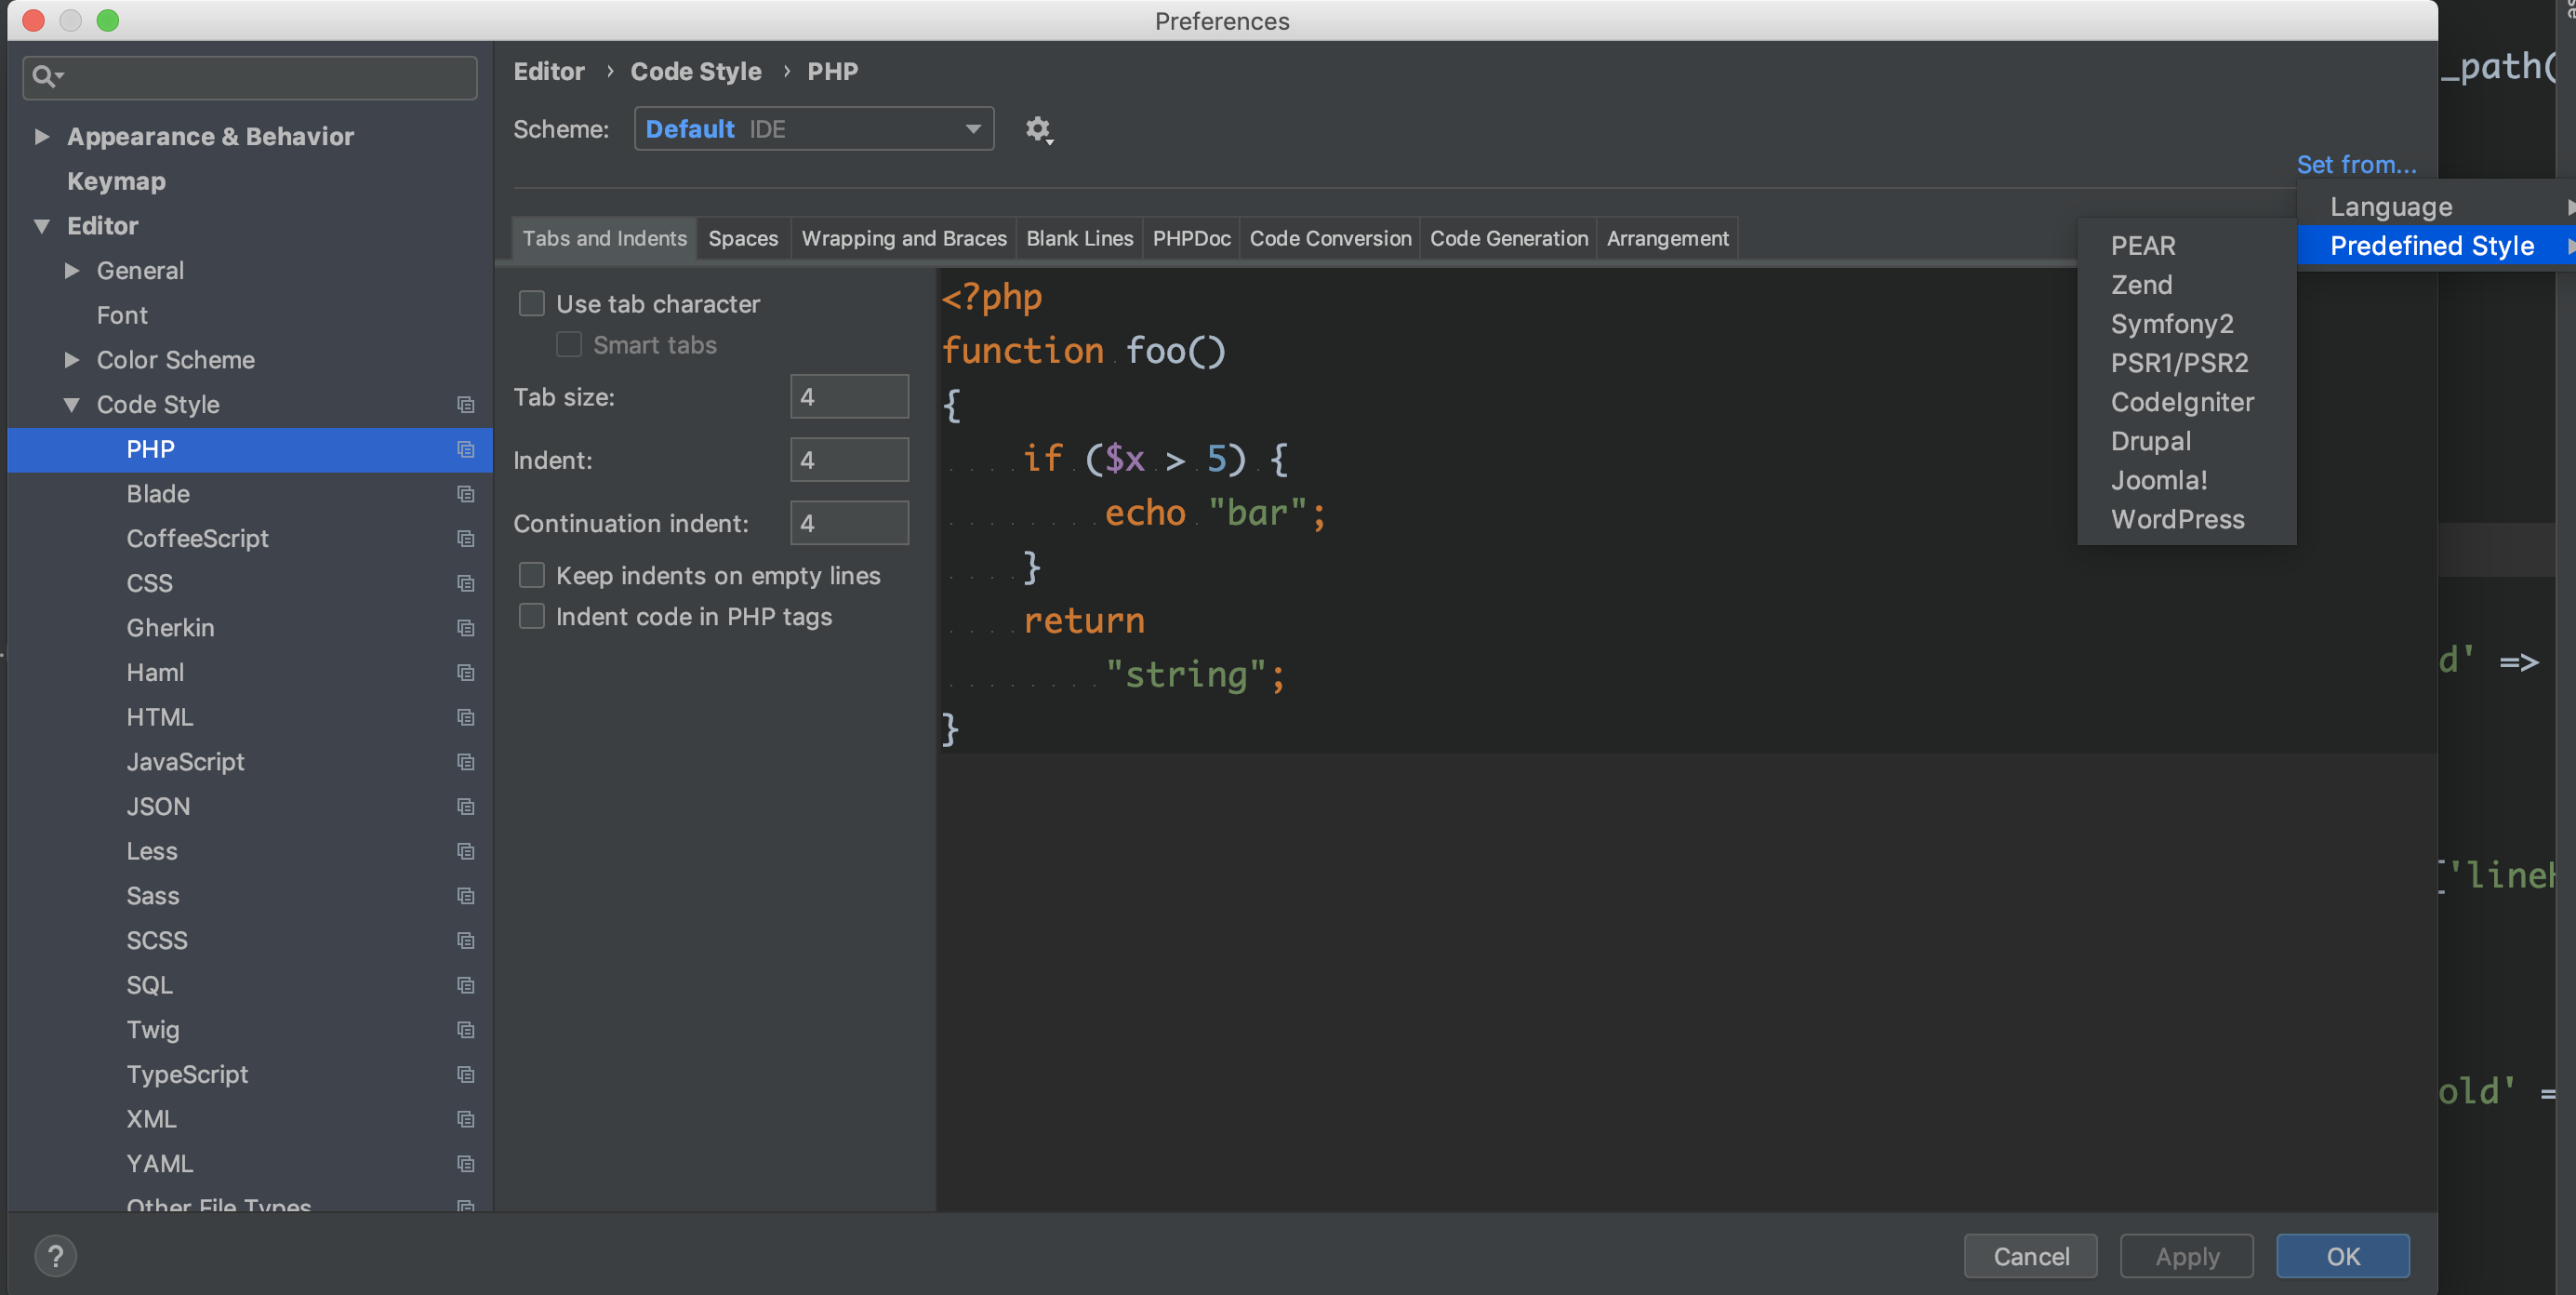 Preferences
Editor › Code Style › PHP
Scheme: Default IDE
Set from...
Language
Predefined Style
PEAR
Zend
Symfony2
PSR1/PSR2
CodeIgniter
Drupal
Joomla!
WordPress
Appearance & Behavior
Keymap
Editor
General
Font
Color Scheme
Code Style
PHP
Blade
CoffeeScript
CSS
Gherkin
Haml
HTML
JavaScript
JSON
Less
Sass
SCSS
SQL
Twig
TypeScript
XML
YAML
Other File Types
Tabs and Indents Spaces Wrapping and Braces Blank Lines PHPDoc Code Conversion Code Generation Arrangement
Use tab character
Smart tabs
Tab size: 4
Indent: 4
Continuation indent: 4
Keep indents on empty lines
Indent code in PHP tags
<?php
function foo()
{
    if ($x > 5) {
        echo "bar";
    }
    return
        "string";
}
_path(
d' =>
['line
old' =
?
Cancel Apply OK